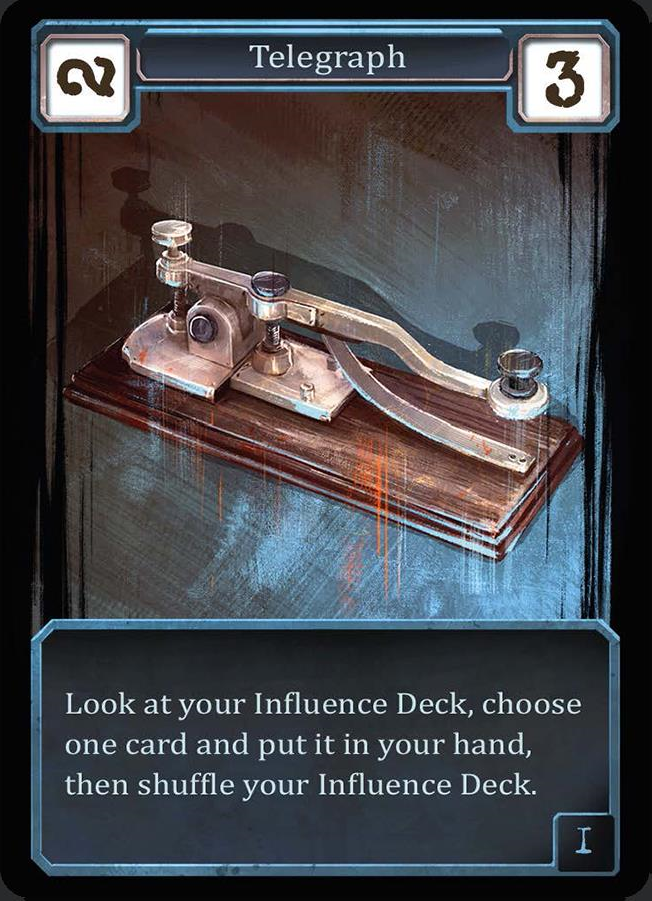 2
Telegraph
3
Look at your Influence Deck, choose
one card and put it in your hand,
then shuffle your Influence Deck.
I